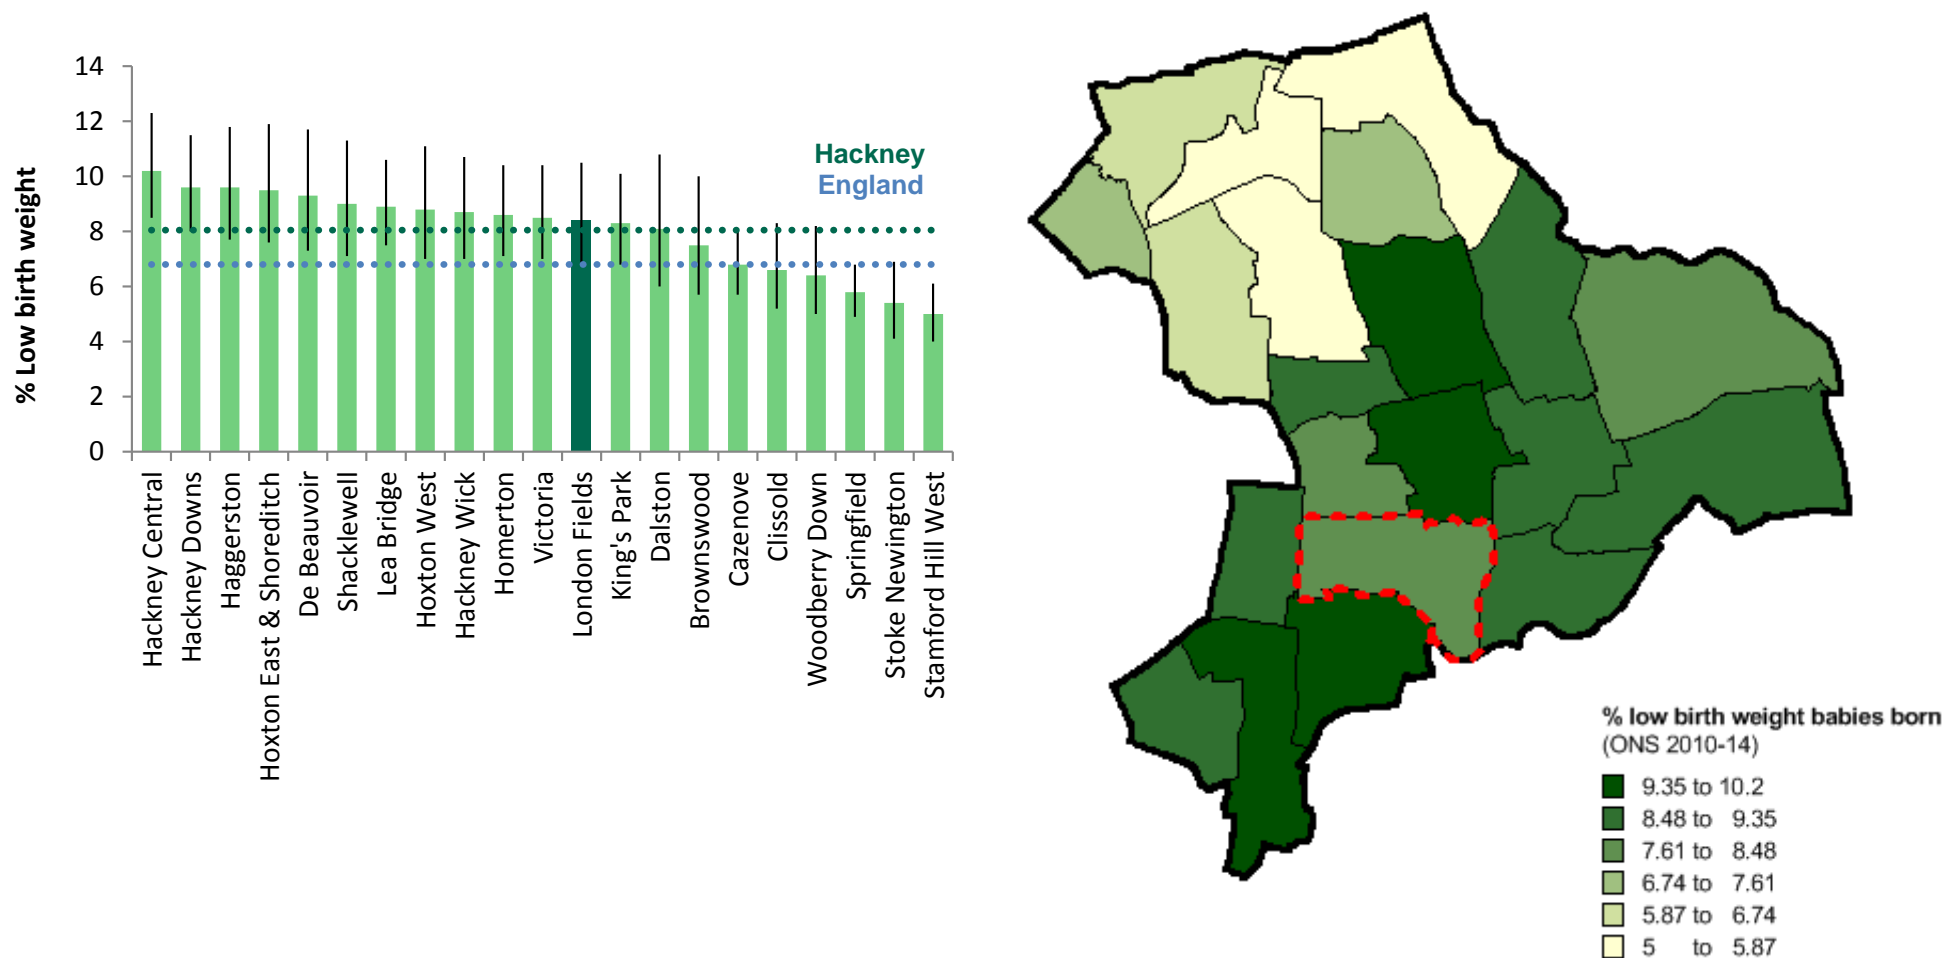 % Low birth weight
14
12
10
8
6
4
2
0
Hackney
England
Hackney Central
Hackney Downs
Haggerston
Hoxton East & Shoreditch
De Beauvoir
Shacklewell
Lea Bridge
Hoxton West
Hackney Wick
Homerton
Victoria
London Fields
King's Park
Dalston
Brownswood
Cazenove
Clissold
Woodberry Down
Springfield
Stoke Newington
Stamford Hill West
% low birth weight babies born
(ONS 2010-14)
9.35 to 10.2
8.48 to 9.35
7.61 to 8.48
6.74 to 7.61
5.87 to 6.74
5 to 5.87